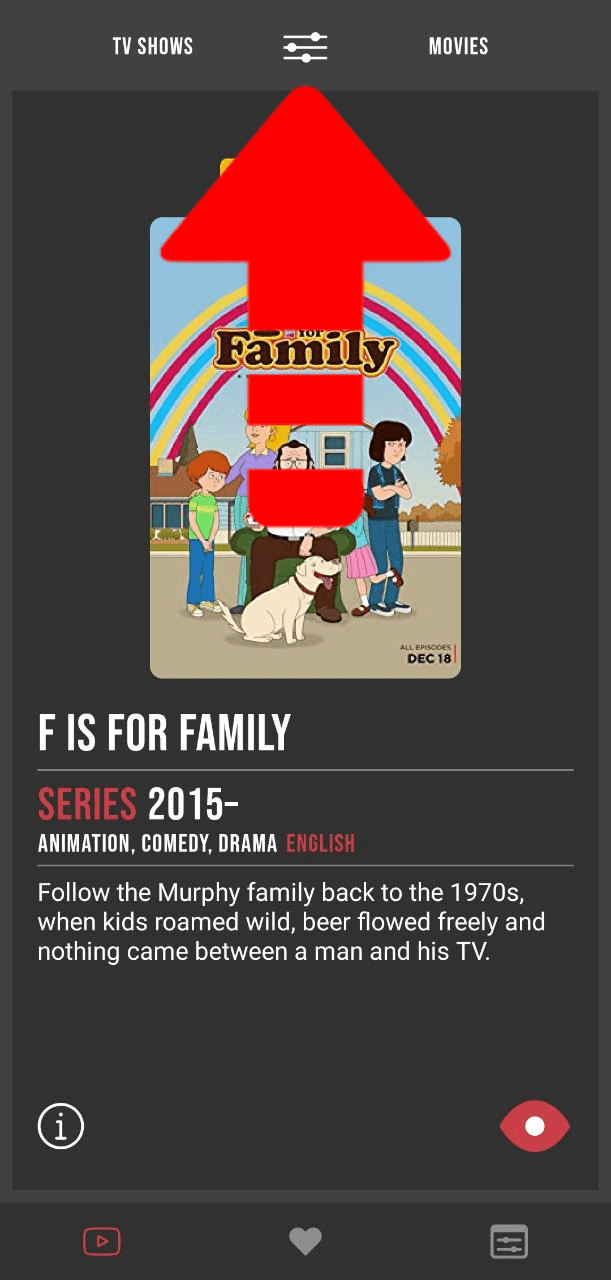 TV SHOWS
MOVIES
for
Family
ALL EPISODES
DEC 18
F IS FOR FAMILY
SERIES 2015–
ANIMATION, COMEDY, DRAMA ENGLISH
Follow the Murphy family back to the 1970s,
when kids roamed wild, beer flowed freely and
nothing came between a man and his TV.